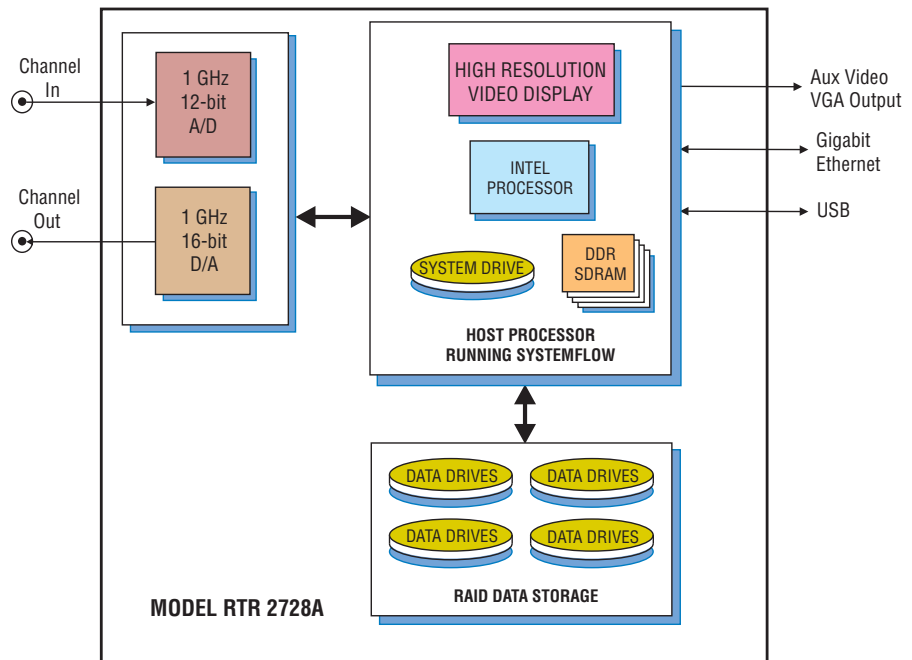 Channel
In
1 GHz
12-bit
A/D
Channel
Out
1 GHz
16-bit
D/A
HIGH RESOLUTION
VIDEO DISPLAY
INTEL
PROCESSOR
SYSTEM DRIVE
DDR
SDRAM
HOST PROCESSOR
RUNNING SYSTEMFLOW
Aux Video
VGA Output
Gigabit
Ethernet
USB
DATA DRIVES
DATA DRIVES
DATA DRIVES
DATA DRIVES
RAID DATA STORAGE
MODEL RTR 2728A